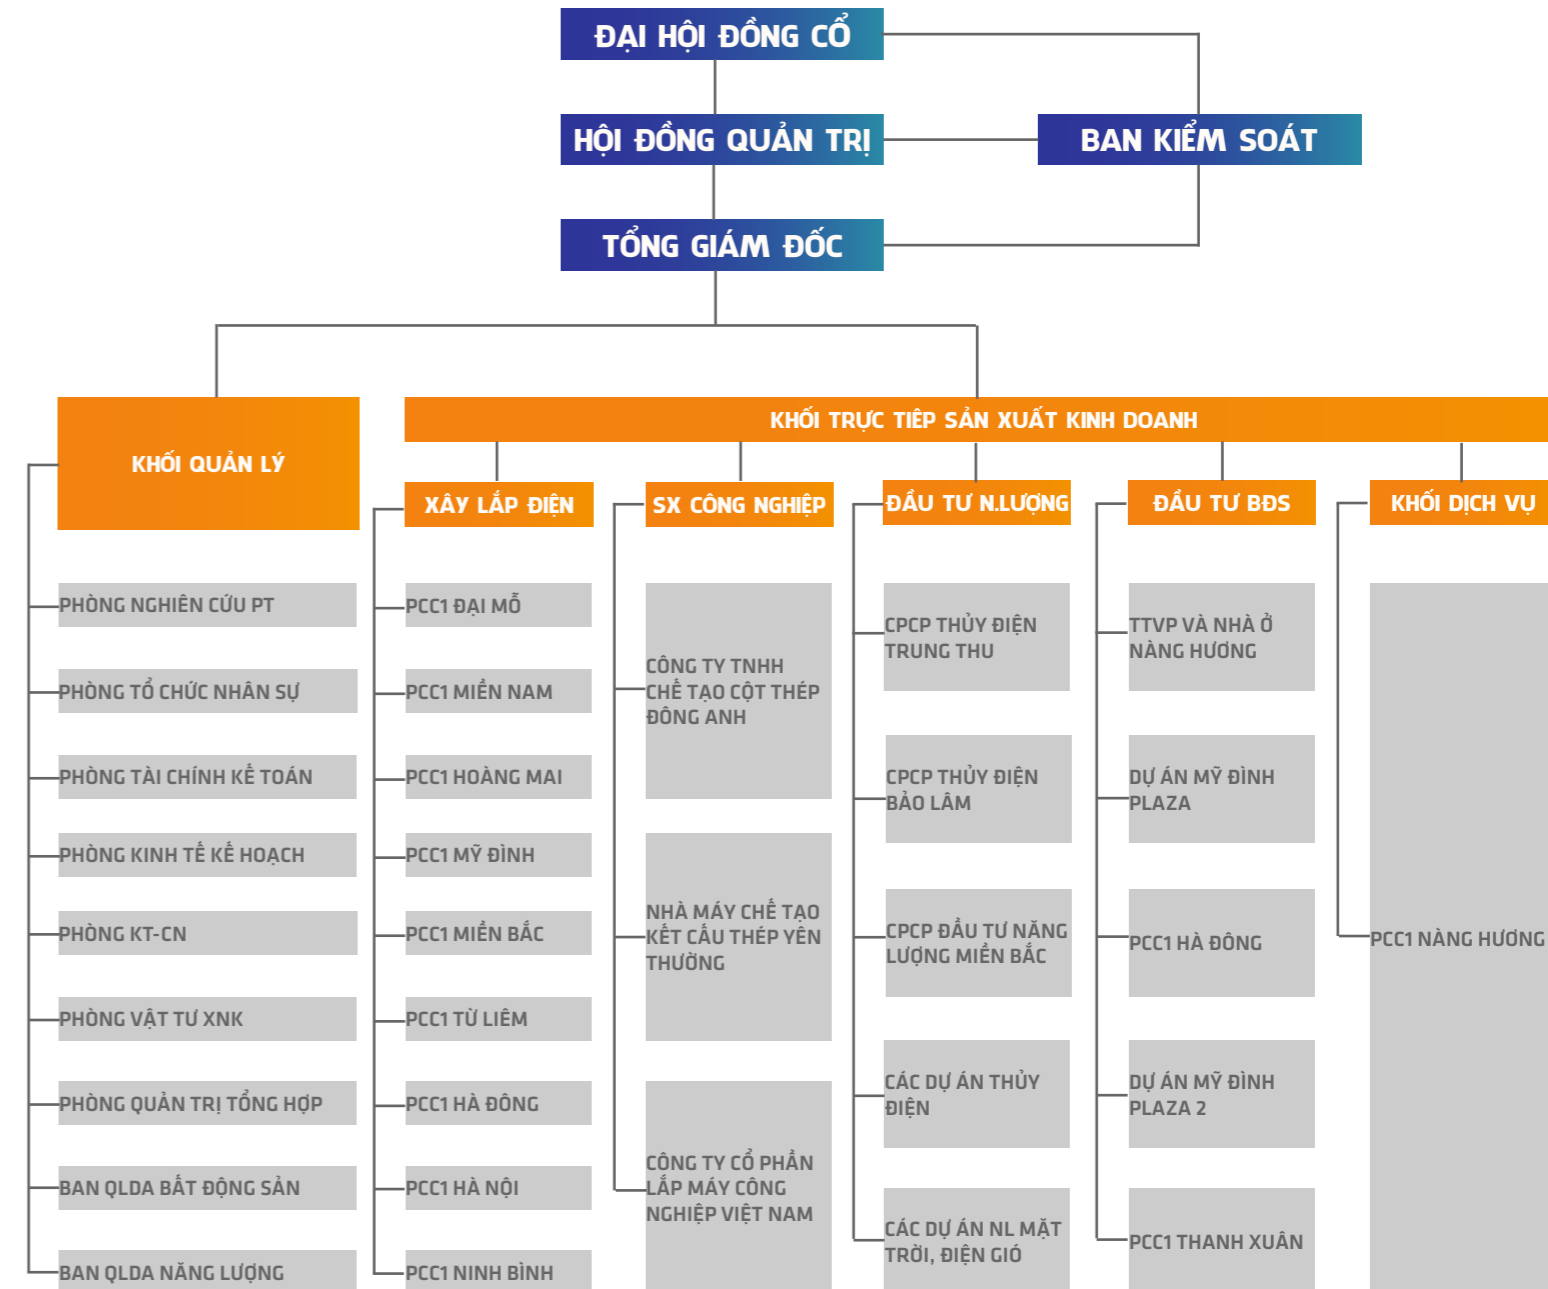 ĐẠI HỘI ĐỒNG CỔ
HỘI ĐỒNG QUẢN TRỊ
BAN KIỂM SOÁT
TỔNG GIÁM ĐỐC
KHỐI QUẢN LÝ
KHỐI TRỰC TIẾP SẢN XUẤT KINH DOANH
XÂY LẮP ĐIỆN
SX CÔNG NGHIỆP
ĐẦU TƯ N.LƯỢNG
ĐẦU TƯ BĐS
KHỐI DỊCH VỤ
PHÒNG NGHIÊN CỨU PT
PHÒNG TỔ CHỨC NHÂN SỰ
PHÒNG TÀI CHÍNH KẾ TOÁN
PHÒNG KINH TẾ KẾ HOẠCH
PHÒNG KT-CN
PHÒNG VẬT TƯ XNK
PHÒNG QUẢN TRỊ TỔNG HỢP
BAN QLDA BẤT ĐỘNG SẢN
BAN QLDA NĂNG LƯỢNG
PCC1 ĐẠI MỖ
PCC1 MIỀN NAM
PCC1 HOÀNG MAI
PCC1 MỸ ĐÌNH
PCC1 MIỀN BẮC
PCC1 TỪ LIÊM
PCC1 HÀ ĐÔNG
PCC1 HÀ NỘI
PCC1 NINH BÌNH
CÔNG TY TNHH
CHẾ TẠO CỘT THÉP
ĐÔNG ANH
NHÀ MÁY CHẾ TẠO
KẾT CẤU THÉP YÊN
THƯỜNG
CÔNG TY CỔ PHẦN
LẮP MÁY CÔNG
NGHIỆP VIỆT NAM
CPCP THỦY ĐIỆN
TRUNG THU
CPCP THỦY ĐIỆN
BẢO LÂM
CPCP ĐẦU TƯ NĂNG
LƯỢNG MIỀN BẮC
CÁC DỰ ÁN THỦY
ĐIỆN
CÁC DỰ ÁN NL MẶT
TRỜI, ĐIỆN GIÓ
TTVP VÀ NHÀ Ở
NÀNG HƯƠNG
DỰ ÁN MỸ ĐÌNH
PLAZA
PCC1 HÀ ĐÔNG
DỰ ÁN MỸ ĐÌNH
PLAZA 2
PCC1 THANH XUÂN
PCC1 NÀNG HƯƠNG